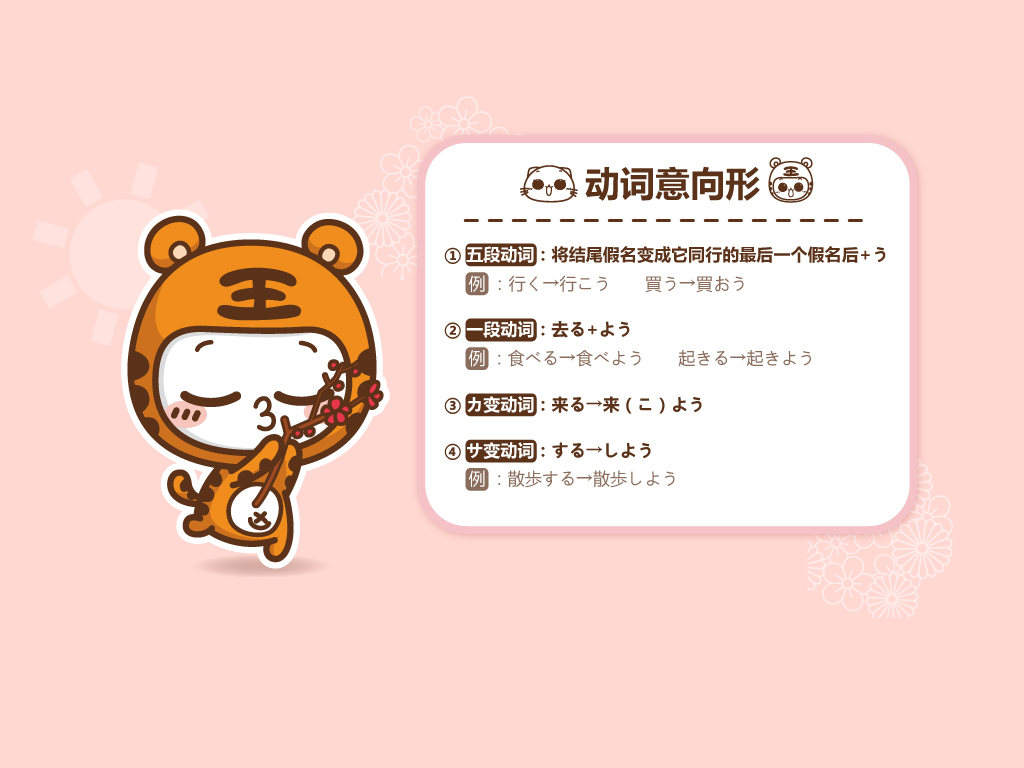 王
动词意向形
① 五段动词：将结尾假名变成它同行的最后一个假名后+う
例：行く→行こう　　買う→買おう
② 一段动词：去る+よう
例：食べる→食べよう　　起きる→起きよう
③ カ变动词：来る→来（こ）よう
④ サ变动词：する→しよう
例：散歩する→散歩しよう